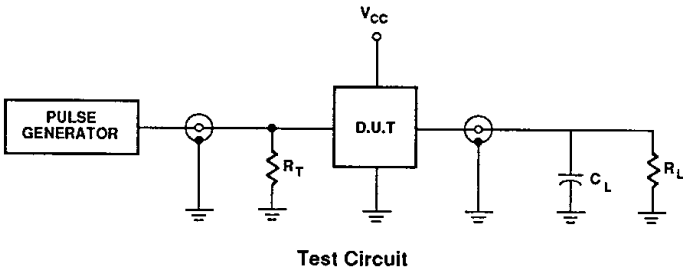 VCC
PULSE
GENERATOR
D.U.T
RT
CL
RL
Test Circuit